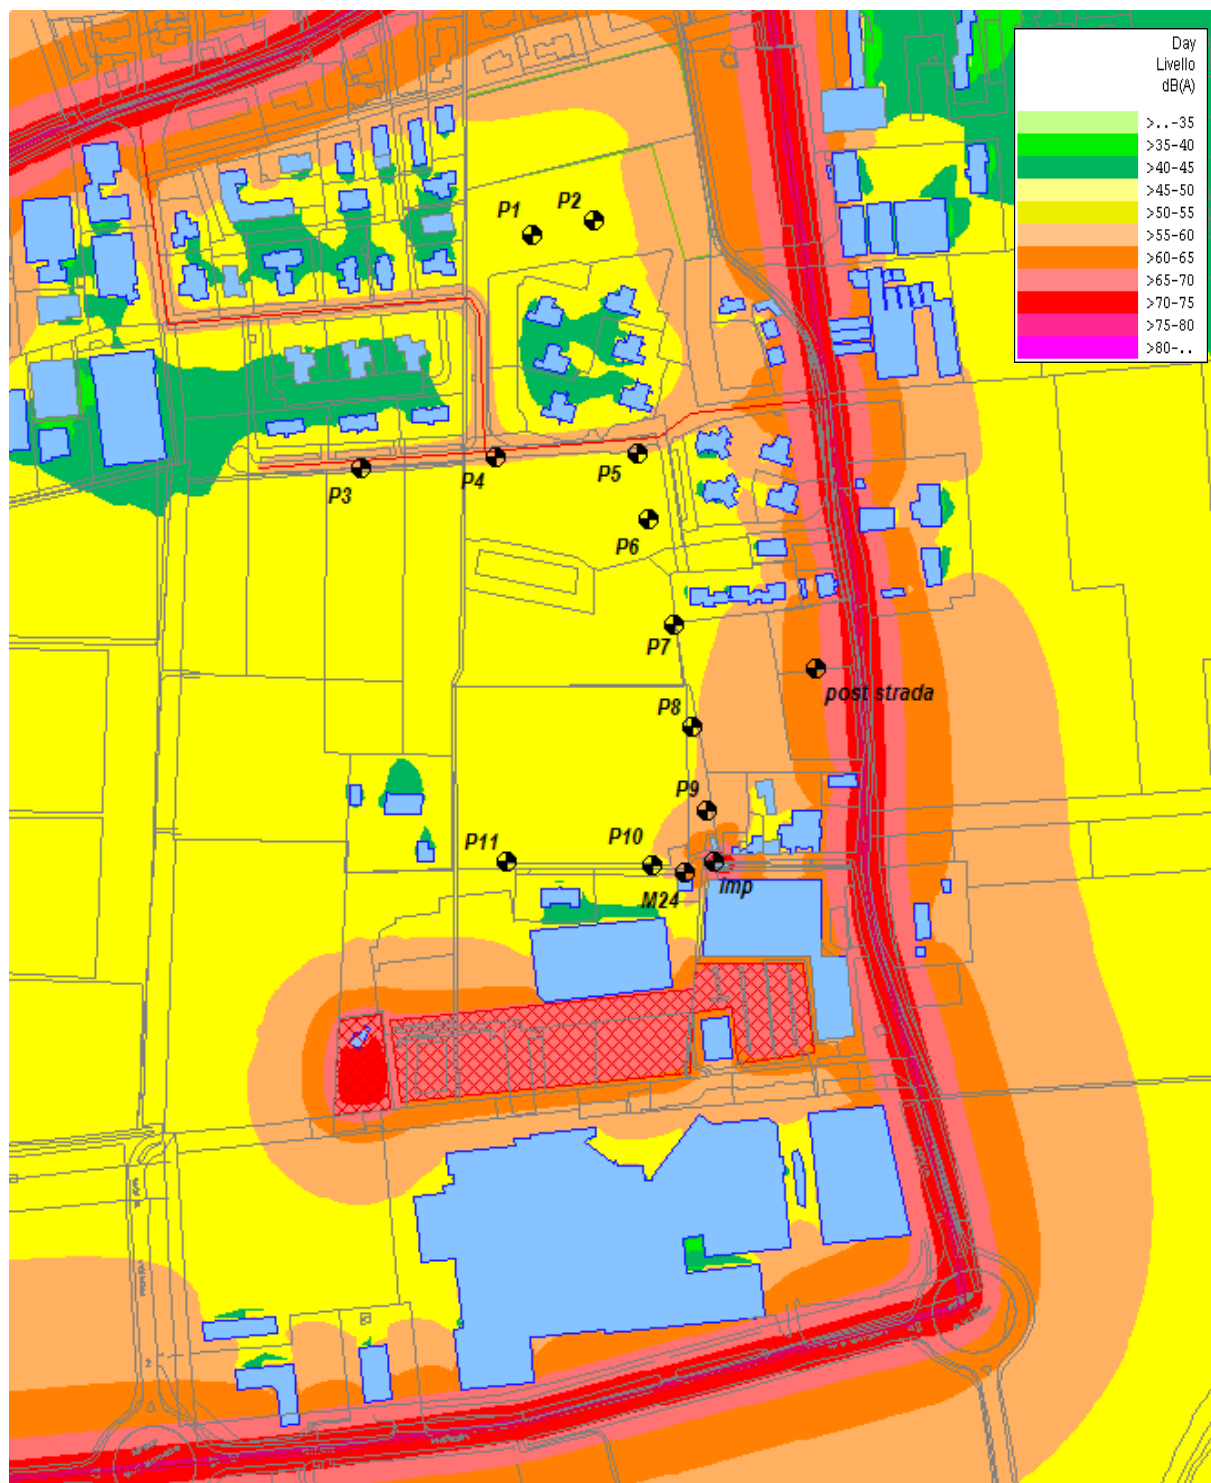 Day
Livello
dB(A)
>..-35
>35-40
>40-45
>45-50
>50-55
>55-60
>60-65
>65-70
>70-75
>75-80
>80-..
P1
P2
P3
P4
P5
P6
P7
post strada
P8
P9
P11
P10
M24
imp